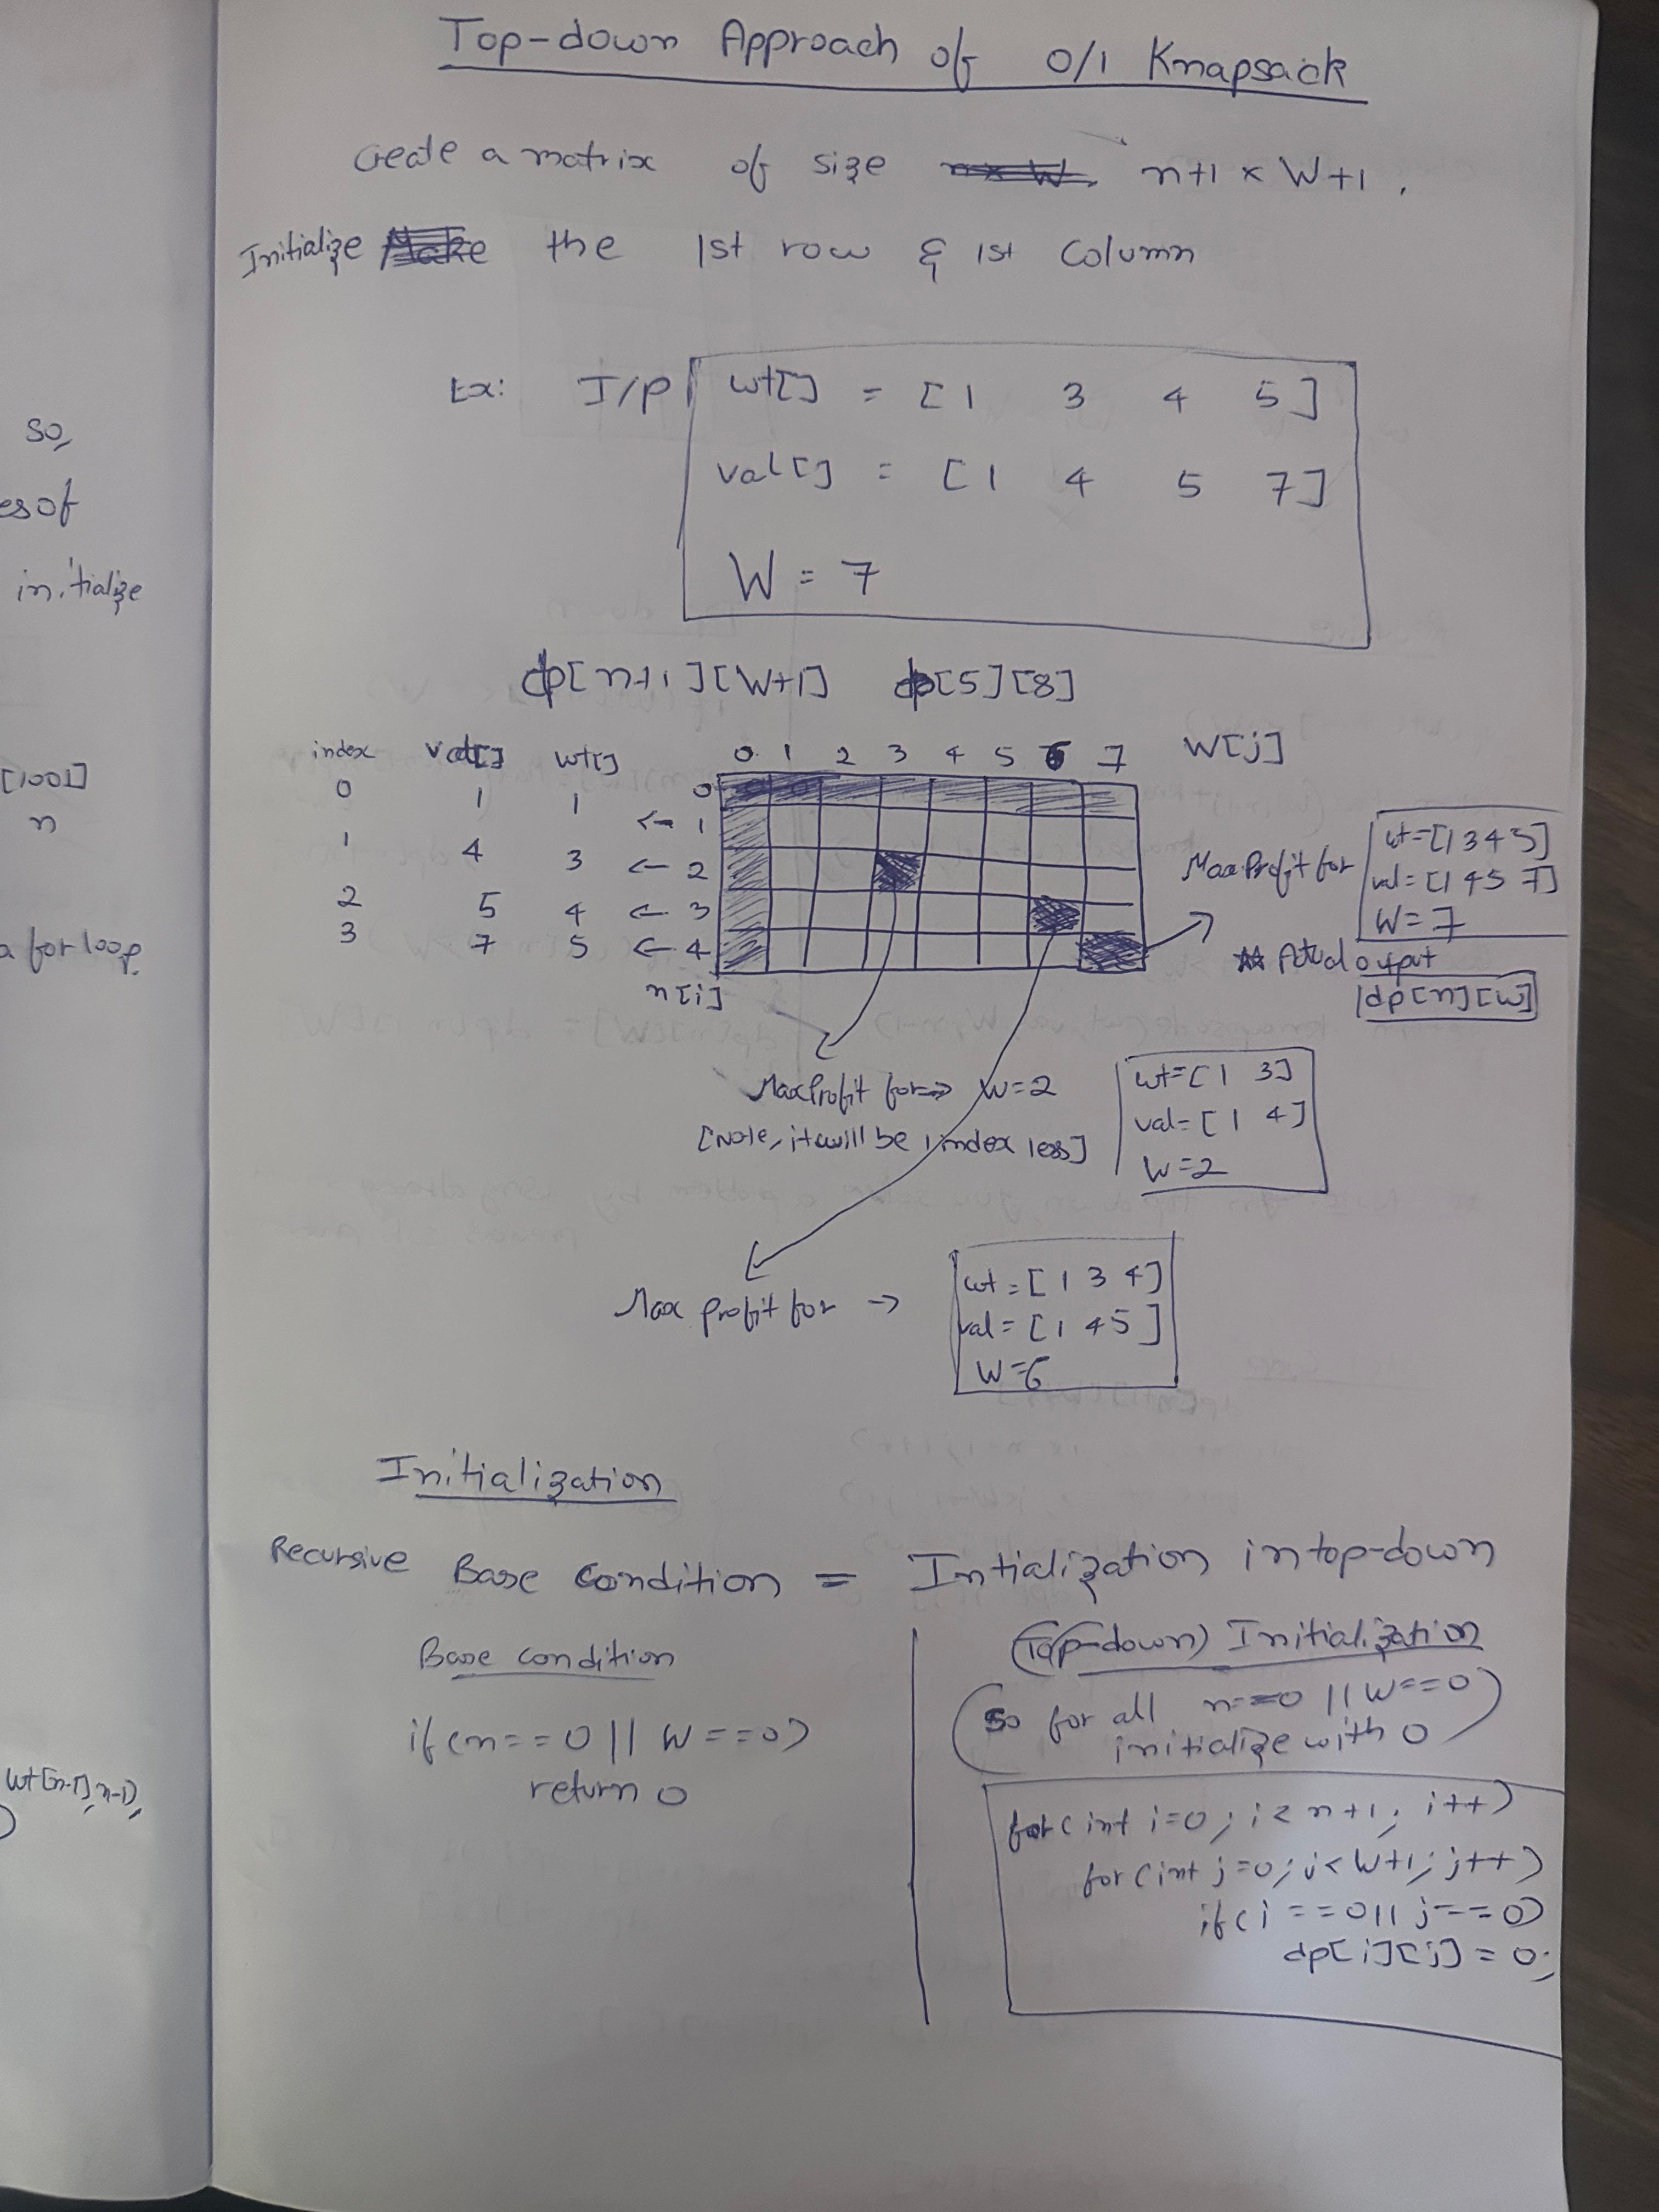 Top-down Approach of 0/1 Knapsack
Create a matrix of size n+1 x W+1.
Initialize the 1st row & 1st Column
Ex: I/P wt[] = [1 3 4 5]
val[] = [1 4 5 7]
W = 7
dp[n+1][W+1] dp[5][8]
index val[] wt[] 0 1 2 3 4 5 6 7 W[j]
0 1 1 0
← 1
1 4 3 ← 2
2 5 4 ← 3
3 7 5 ← 4
n[i]
Max Profit for wt=[1 3 4 5]
val=[1 4 5 7]
W=7
** Actual output
dp[n][W]
Max Profit for → W=2
[Note, it will be 1 index less]
wt=[1 3]
val=[1 4]
W=2
Max profit for →
wt=[1 3 4]
val=[1 4 5]
W=6
Initialization
Recursive Base Condition = Intialization in top-down
Base condition
if(n==0 || W==0)
return 0
(Top-down) Initialization
(so for all n==0 || W==0)
initialize with 0
for(int i=0; i<n+1; i++)
for(int j=0; j<W+1; j++)
if(i==0 || j==0)
dp[i][j] = 0;
so,
es of
initialize
[1001]
n
a for loop.
wt[n-1], n-1),
)